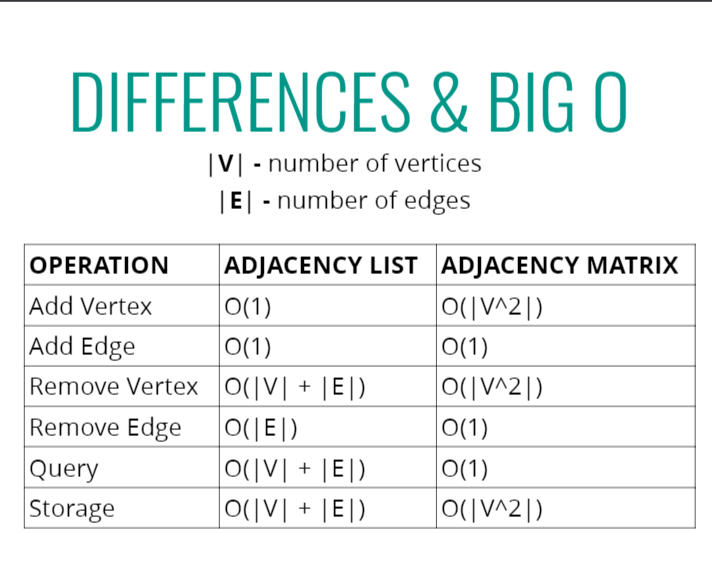 DIFFERENCES & BIG O
|V| - number of vertices
|E| - number of edges
OPERATION ADJACENCY LIST ADJACENCY MATRIX
Add Vertex O(1) O(|V^2|)
Add Edge O(1) O(1)
Remove Vertex O(|V| + |E|) O(|V^2|)
Remove Edge O(|E|) O(1)
Query O(|V| + |E|) O(1)
Storage O(|V| + |E|) O(|V^2|)